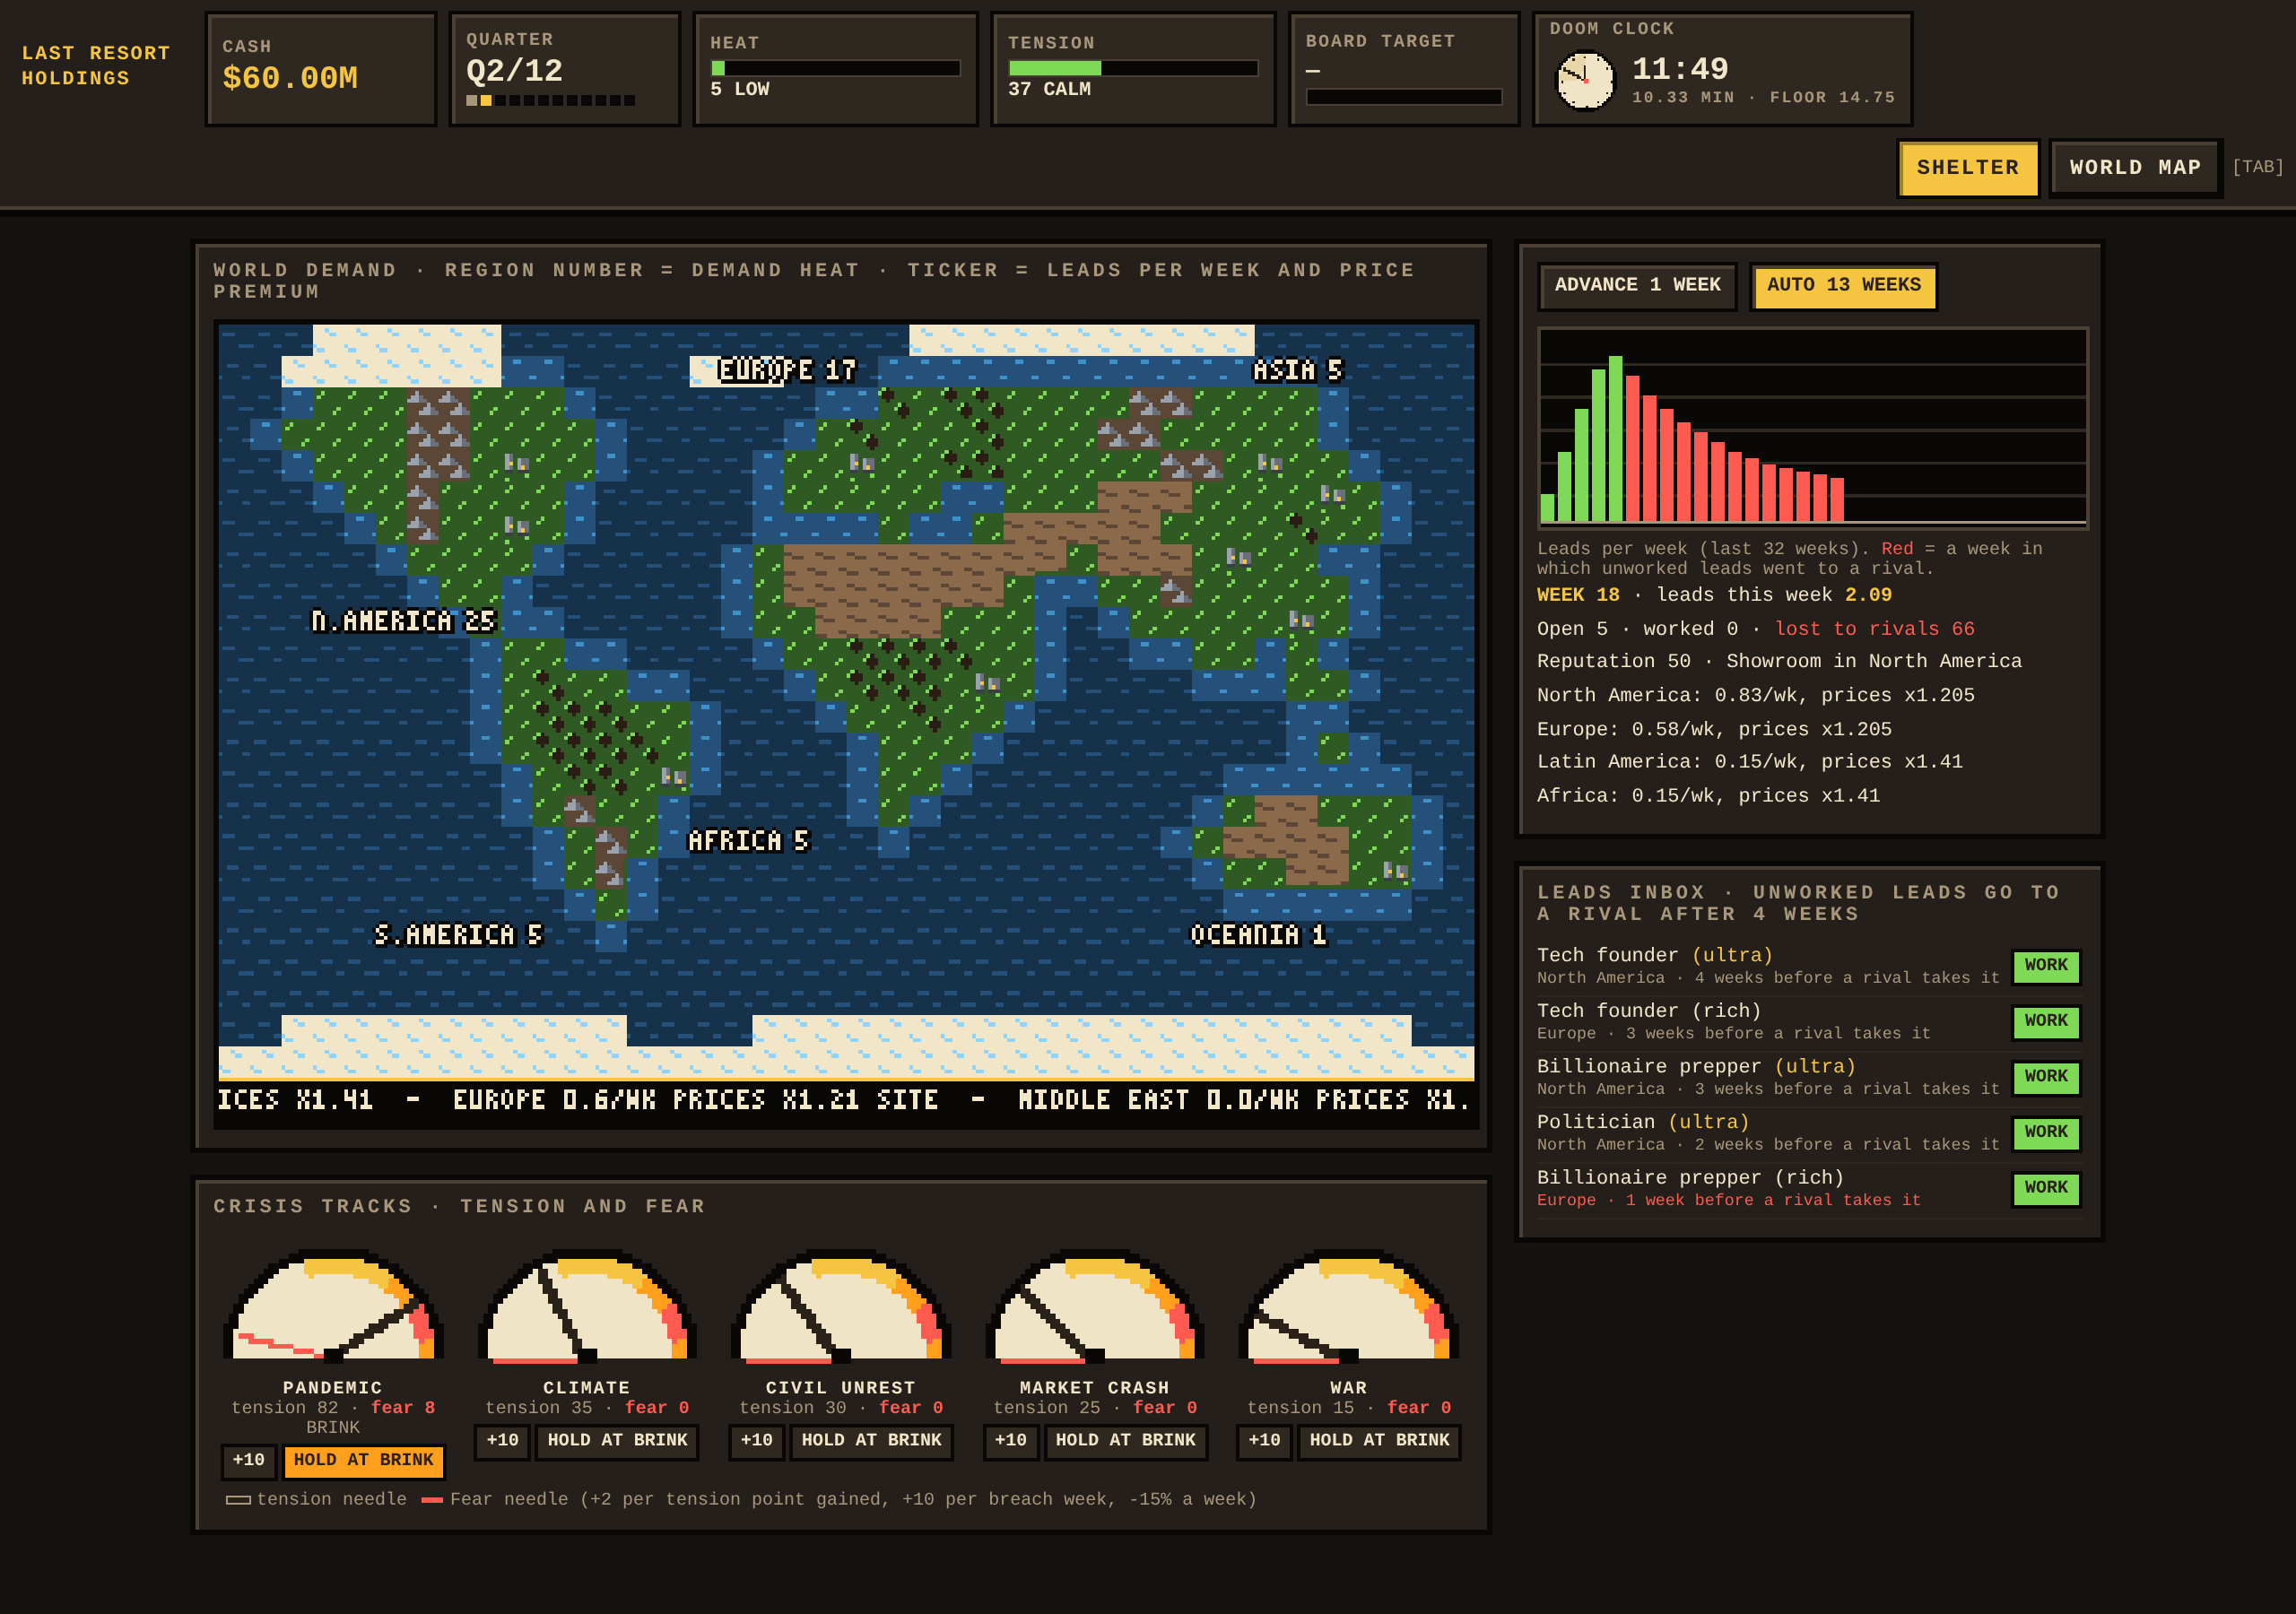 LAST RESORT
HOLDINGS
CASH
$60.00M
QUARTER
Q2/12
HEAT
5 LOW
TENSION
37 CALM
BOARD TARGET
—
DOOM CLOCK
11:49
10.33 MIN · FLOOR 14.75
SHELTER
WORLD MAP
[TAB]
WORLD DEMAND · REGION NUMBER = DEMAND HEAT · TICKER = LEADS PER WEEK AND PRICE
PREMIUM
EUROPE 17
ASIA 5
N.AMERICA 25
AFRICA 5
S.AMERICA 5
OCEANIA 1
ICES X1.41 – EUROPE 0.6/WK PRICES X1.21 SITE – MIDDLE EAST 0.0/WK PRICES X1.
CRISIS TRACKS · TENSION AND FEAR
PANDEMIC
tension 82 · fear 8
BRINK
+10
HOLD AT BRINK
CLIMATE
tension 35 · fear 0
+10
HOLD AT BRINK
CIVIL UNREST
tension 30 · fear 0
+10
HOLD AT BRINK
MARKET CRASH
tension 25 · fear 0
+10
HOLD AT BRINK
WAR
tension 15 · fear 0
+10
HOLD AT BRINK
tension needle
Fear needle (+2 per tension point gained, +10 per breach week, -15% a week)
ADVANCE 1 WEEK
AUTO 13 WEEKS
Leads per week (last 32 weeks). Red = a week in
which unworked leads went to a rival.
WEEK 18 · leads this week 2.09
Open 5 · worked 0 · lost to rivals 66
Reputation 50 · Showroom in North America
North America: 0.83/wk, prices x1.205
Europe: 0.58/wk, prices x1.205
Latin America: 0.15/wk, prices x1.41
Africa: 0.15/wk, prices x1.41
LEADS INBOX · UNWORKED LEADS GO TO
A RIVAL AFTER 4 WEEKS
Tech founder (ultra)
North America · 4 weeks before a rival takes it
WORK
Tech founder (rich)
Europe · 3 weeks before a rival takes it
WORK
Billionaire prepper (ultra)
North America · 3 weeks before a rival takes it
WORK
Politician (ultra)
North America · 2 weeks before a rival takes it
WORK
Billionaire prepper (rich)
Europe · 1 week before a rival takes it
WORK